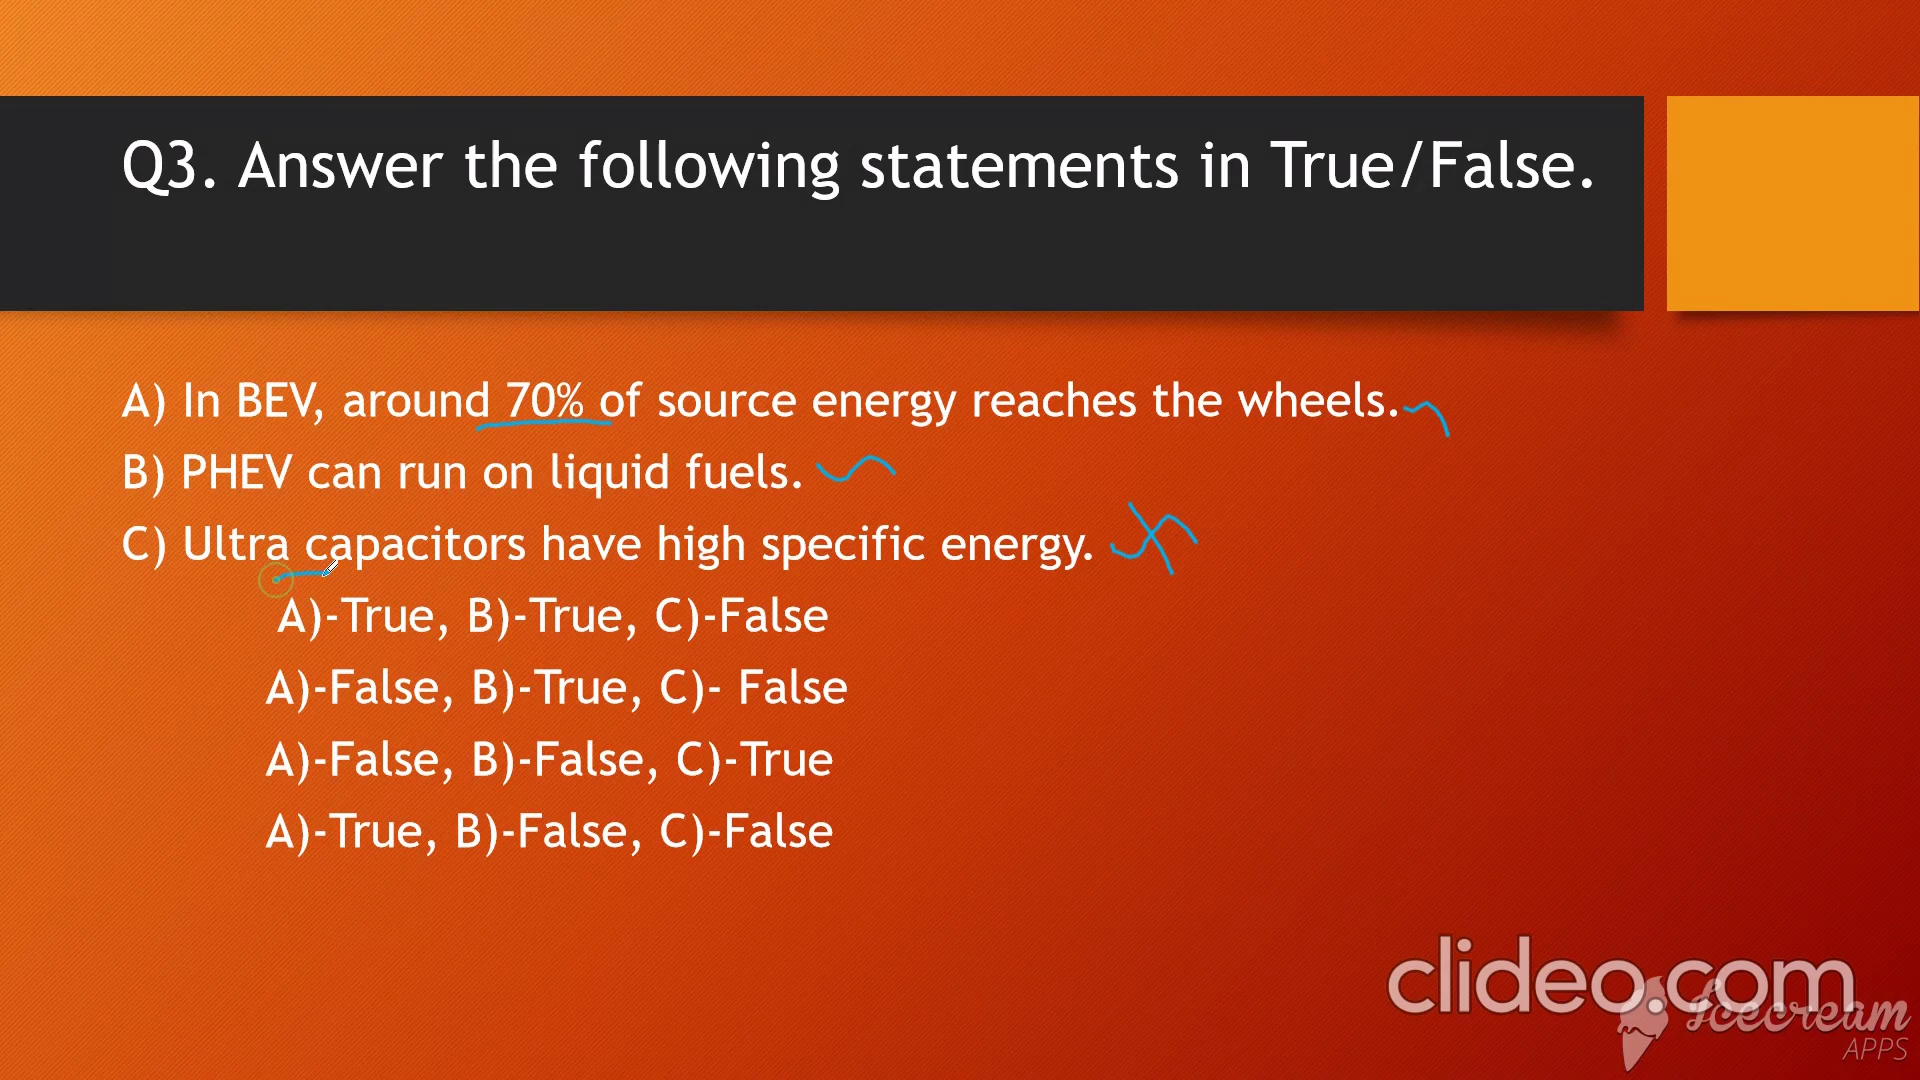 Q3. Answer the following statements in True/False.
A) In BEV, around 70% of source energy reaches the wheels.
B) PHEV can run on liquid fuels.
C) Ultra capacitors have high specific energy.
A)-True, B)-True, C)-False
A)-False, B)-True, C)- False
A)-False, B)-False, C)-True
A)-True, B)-False, C)-False
clideo.com
Icecream
APPS